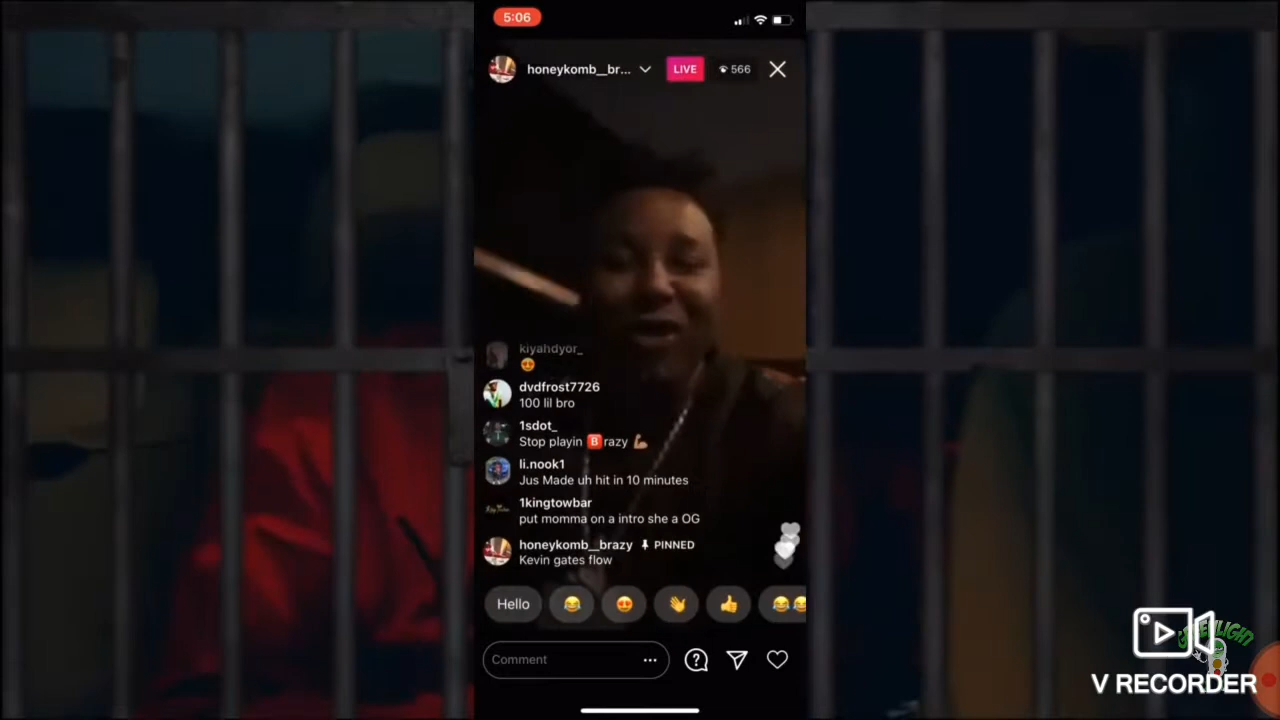 5:06
honeykomb__br...
LIVE
566
kiyahdyor_
😍
dvdfrost7726
100 lil bro
1sdot_
Stop playin 🅱️razy 💪🏽
li.nook1
Jus Made uh hit in 10 minutes
1kingtowbar
put momma on a intro she a OG
honeykomb__brazy PINNED
Kevin gates flow
Hello 😂 😍 👋 👍 😂😂
Comment
V RECORDER